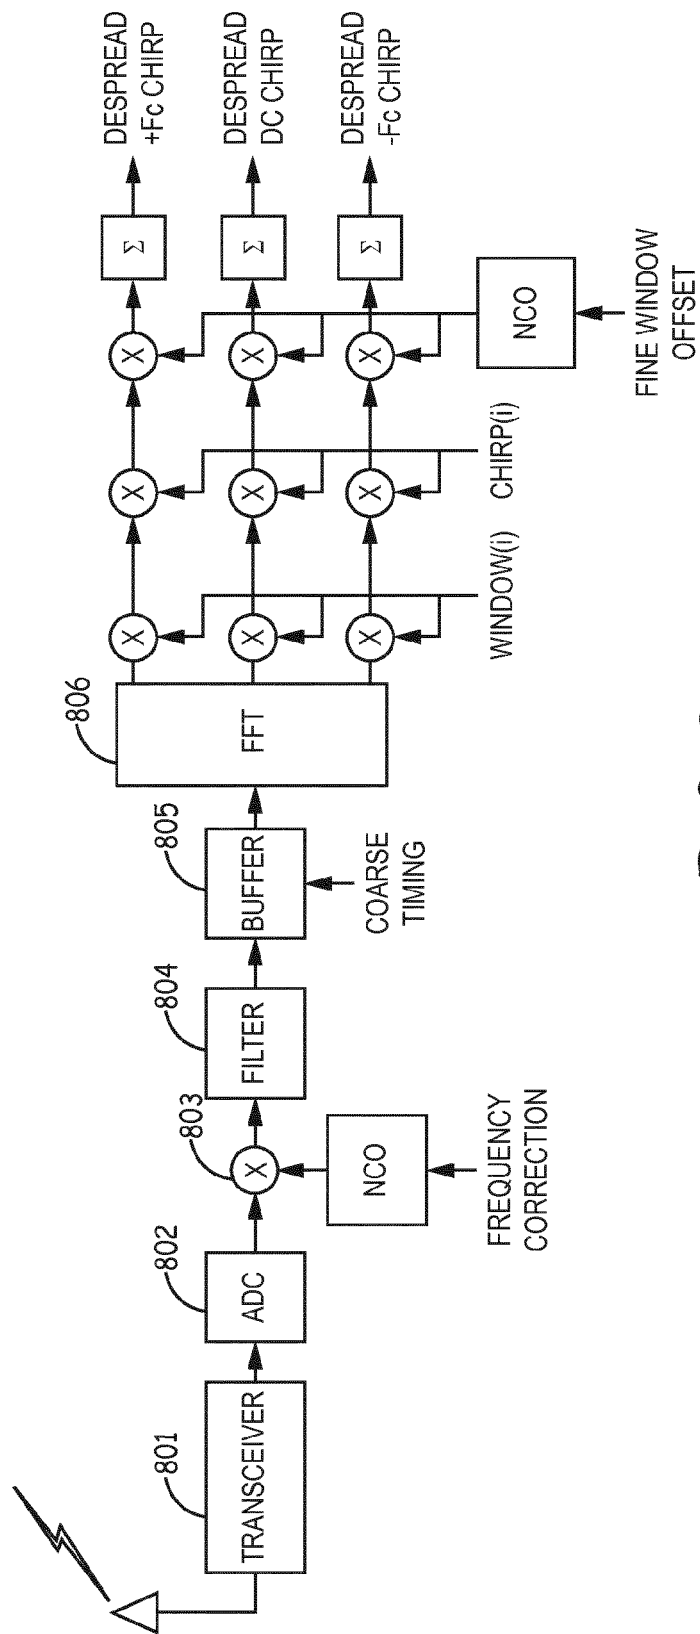 801
TRANSCEIVER
802
ADC
803
X
NCO
FREQUENCY
CORRECTION
804
FILTER
805
BUFFER
COARSE
TIMING
806
FFT
X
X
X
WINDOW(i)
X
X
X
CHIRP(i)
X
X
X
NCO
FINE WINDOW
OFFSET
Σ
Σ
Σ
DESPREAD
+Fc CHIRP
DESPREAD
DC CHIRP
DESPREAD
-Fc CHIRP